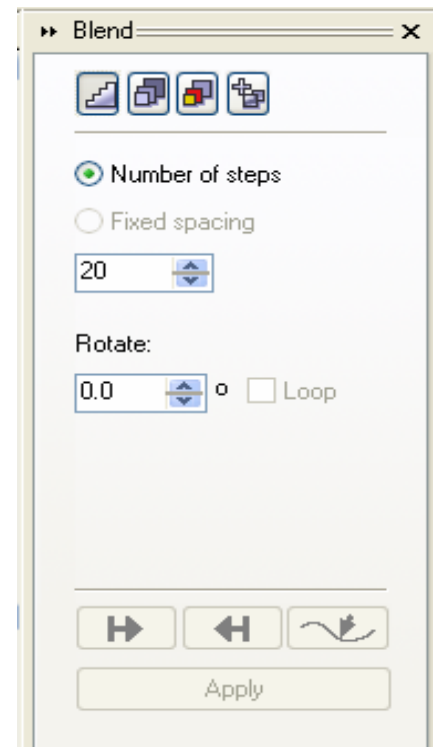 Blend
Number of steps
Fixed spacing
20
Rotate:
0.0 ° Loop
Apply